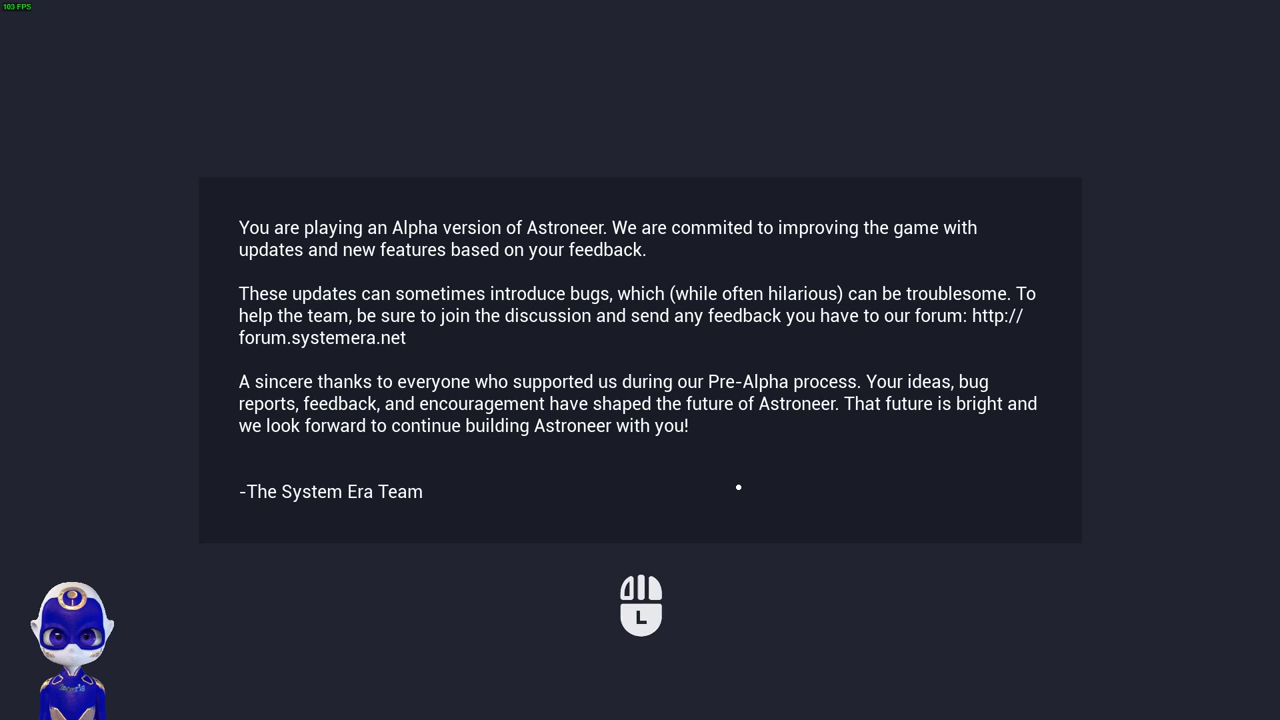 103 FPS
You are playing an Alpha version of Astroneer. We are commited to improving the game with
updates and new features based on your feedback.
These updates can sometimes introduce bugs, which (while often hilarious) can be troublesome. To
help the team, be sure to join the discussion and send any feedback you have to our forum: http://
forum.systemera.net
A sincere thanks to everyone who supported us during our Pre-Alpha process. Your ideas, bug
reports, feedback, and encouragement have shaped the future of Astroneer. That future is bright and
we look forward to continue building Astroneer with you!
-The System Era Team
L